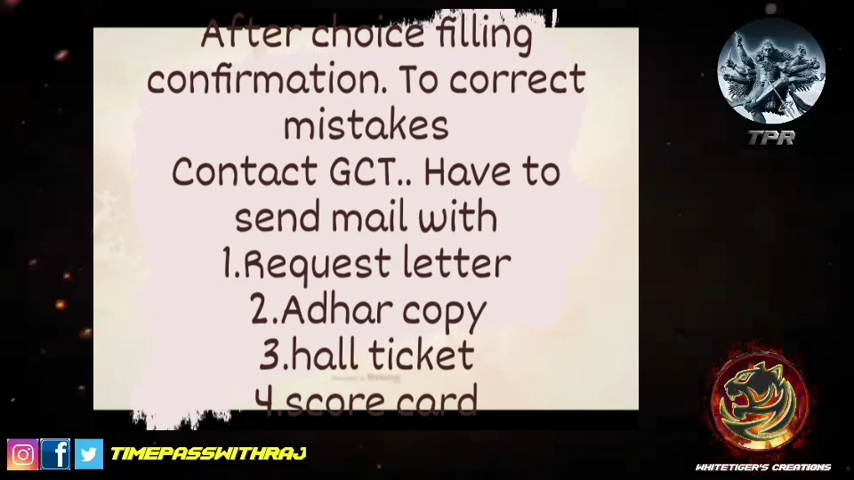 After choice filling
confirmation. To correct
mistakes
Contact GCT.. Have to
send mail with
1.Request letter
2.Adhar copy
3.hall ticket
4.score card
TPR
WHITETIGER'S CREATIONS
TIMEPASSWITHRAJ